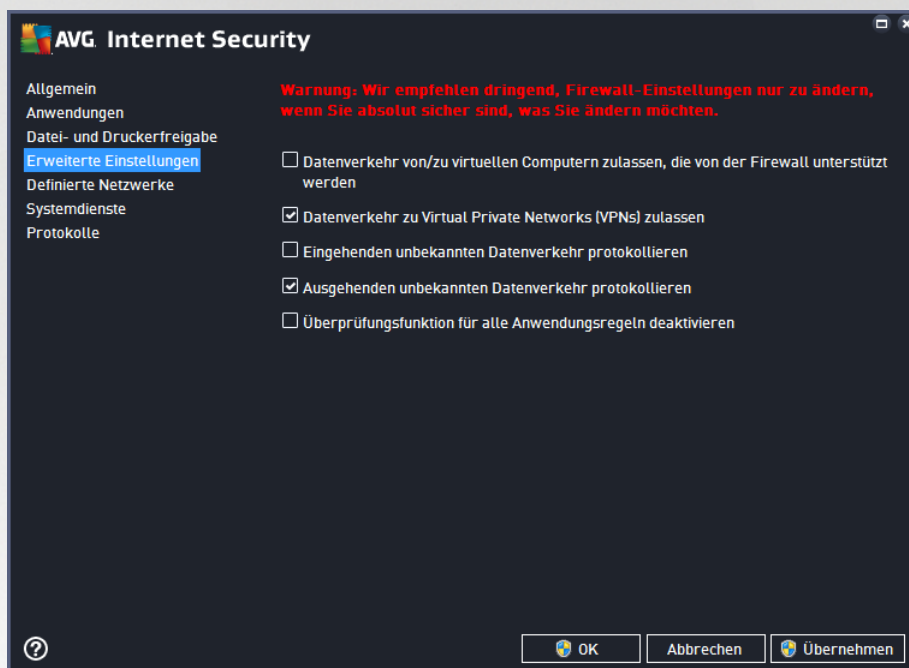 AVG Internet Security
Allgemein
Anwendungen
Datei- und Druckerfreigabe
Erweiterte Einstellungen
Definierte Netzwerke
Systemdienste
Protokolle
Warnung: Wir empfehlen dringend, Firewall-Einstellungen nur zu ändern,
wenn Sie absolut sicher sind, was Sie ändern möchten.
Datenverkehr von/zu virtuellen Computern zulassen, die von der Firewall unterstützt
werden
Datenverkehr zu Virtual Private Networks (VPNs) zulassen
Eingehenden unbekannten Datenverkehr protokollieren
Ausgehenden unbekannten Datenverkehr protokollieren
Überprüfungsfunktion für alle Anwendungsregeln deaktivieren
?
OK
Abbrechen
Übernehmen